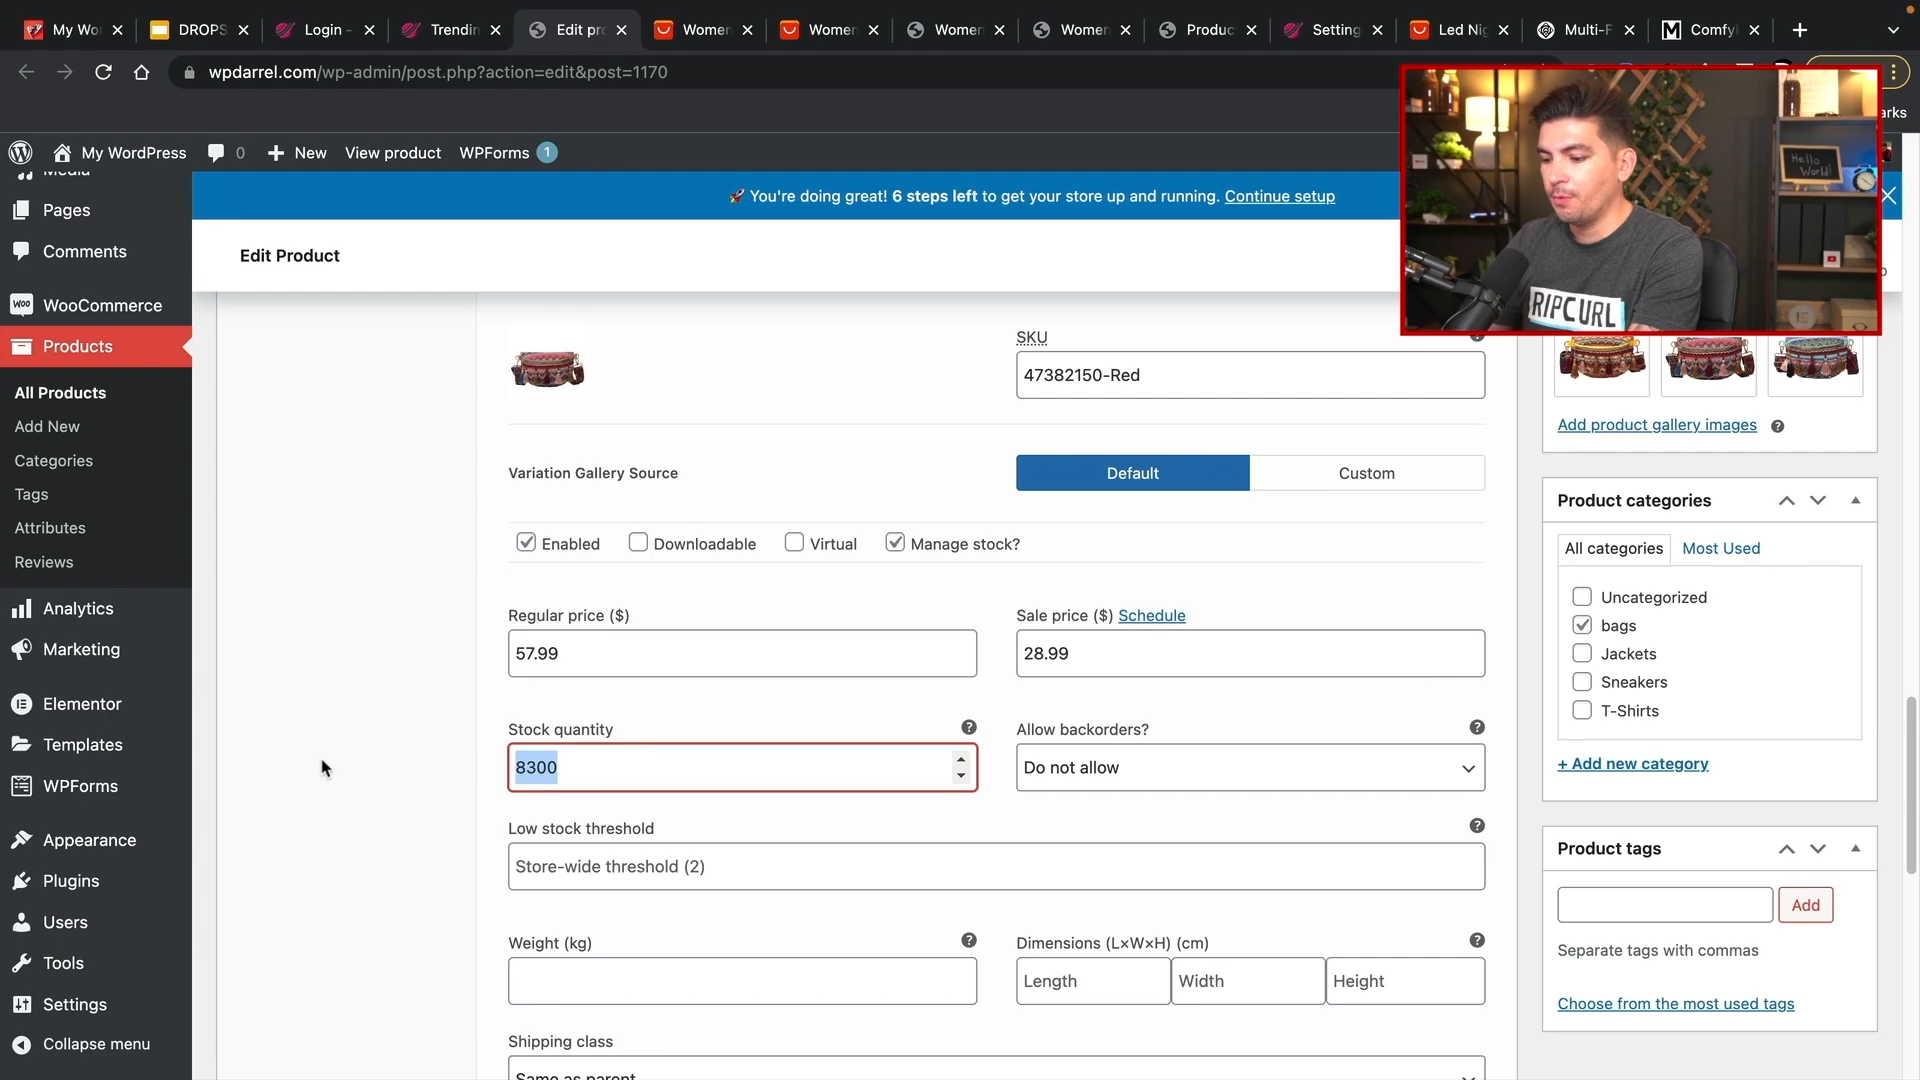 My Wor
DROPS
Login -
Trendin
Edit pro
Women
Women
Women
Women
Produc
Setting
Led Nig
Multi-F
Comfy
wpdarrel.com/wp-admin/post.php?action=edit&post=1170
arks
My WordPress
0
New
View product
WPForms 1
🚀 You're doing great! 6 steps left to get your store up and running. Continue setup
Edit Product
Hello World!
RIPCURL
Media
Pages
Comments
WooCommerce
Products
All Products
Add New
Categories
Tags
Attributes
Reviews
Analytics
Marketing
Elementor
Templates
WPForms
Appearance
Plugins
Users
Tools
Settings
Collapse menu
SKU
47382150-Red
Variation Gallery Source
Default
Custom
Enabled
Downloadable
Virtual
Manage stock?
Regular price ($)
57.99
Sale price ($) Schedule
28.99
Stock quantity
8300
Allow backorders?
Do not allow
Low stock threshold
Store-wide threshold (2)
Weight (kg)
Dimensions (L×W×H) (cm)
Length
Width
Height
Shipping class
Same as parent
Add product gallery images
Product categories
All categories
Most Used
Uncategorized
bags
Jackets
Sneakers
T-Shirts
+ Add new category
Product tags
Add
Separate tags with commas
Choose from the most used tags